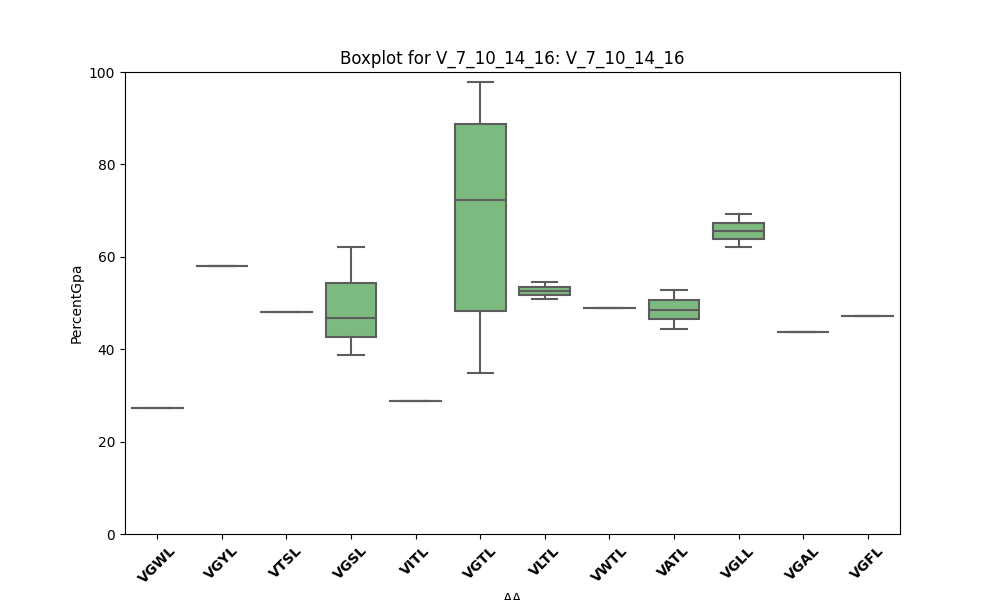 Boxplot for V_7_10_14_16: V_7_10_14_16
100
80
60
40
20
0
PercentGpa
VGWL
VGYL
VTSL
VGSL
VITL
VGTL
VLTL
VWTL
VATL
VGLL
VGAL
VGFL
AA